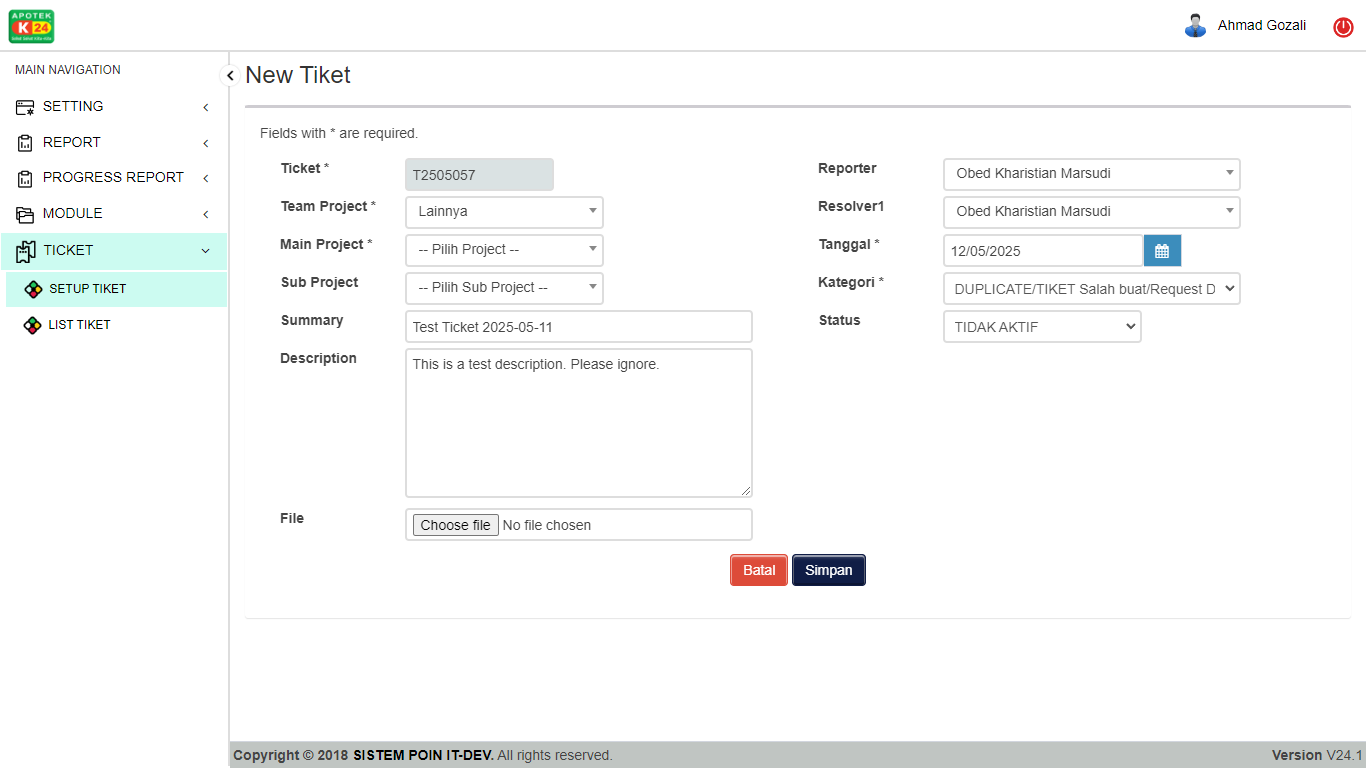 APOTEK
K 24
Ahmad Gozali
MAIN NAVIGATION
SETTING
REPORT
PROGRESS REPORT
MODULE
TICKET
SETUP TIKET
LIST TIKET
New Tiket
Fields with * are required.
Ticket * T2505057
Team Project * Lainnya
Main Project * -- Pilih Project --
Sub Project -- Pilih Sub Project --
Summary Test Ticket 2025-05-11
Description This is a test description. Please ignore.
File Choose file No file chosen
Reporter Obed Kharistian Marsudi
Resolver1 Obed Kharistian Marsudi
Tanggal * 12/05/2025
Kategori * DUPLICATE/TIKET Salah buat/Request D
Status TIDAK AKTIF
Batal Simpan
Copyright © 2018 SISTEM POIN IT-DEV. All rights reserved. Version V24.1